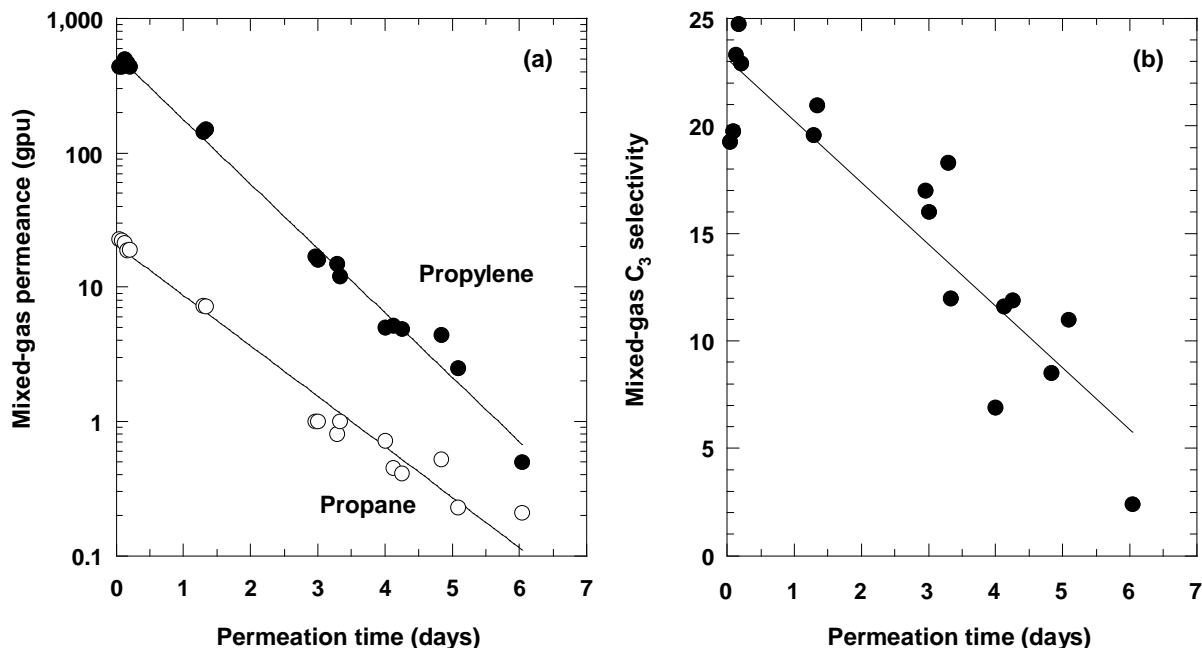 1,000
100
10
1
0.1
Mixed-gas permeance (gpu)
(a)
Propylene
Propane
0 1 2 3 4 5 6 7
Permeation time (days)
25
20
15
10
5
0
Mixed-gas C₃ selectivity
(b)
0 1 2 3 4 5 6 7
Permeation time (days)